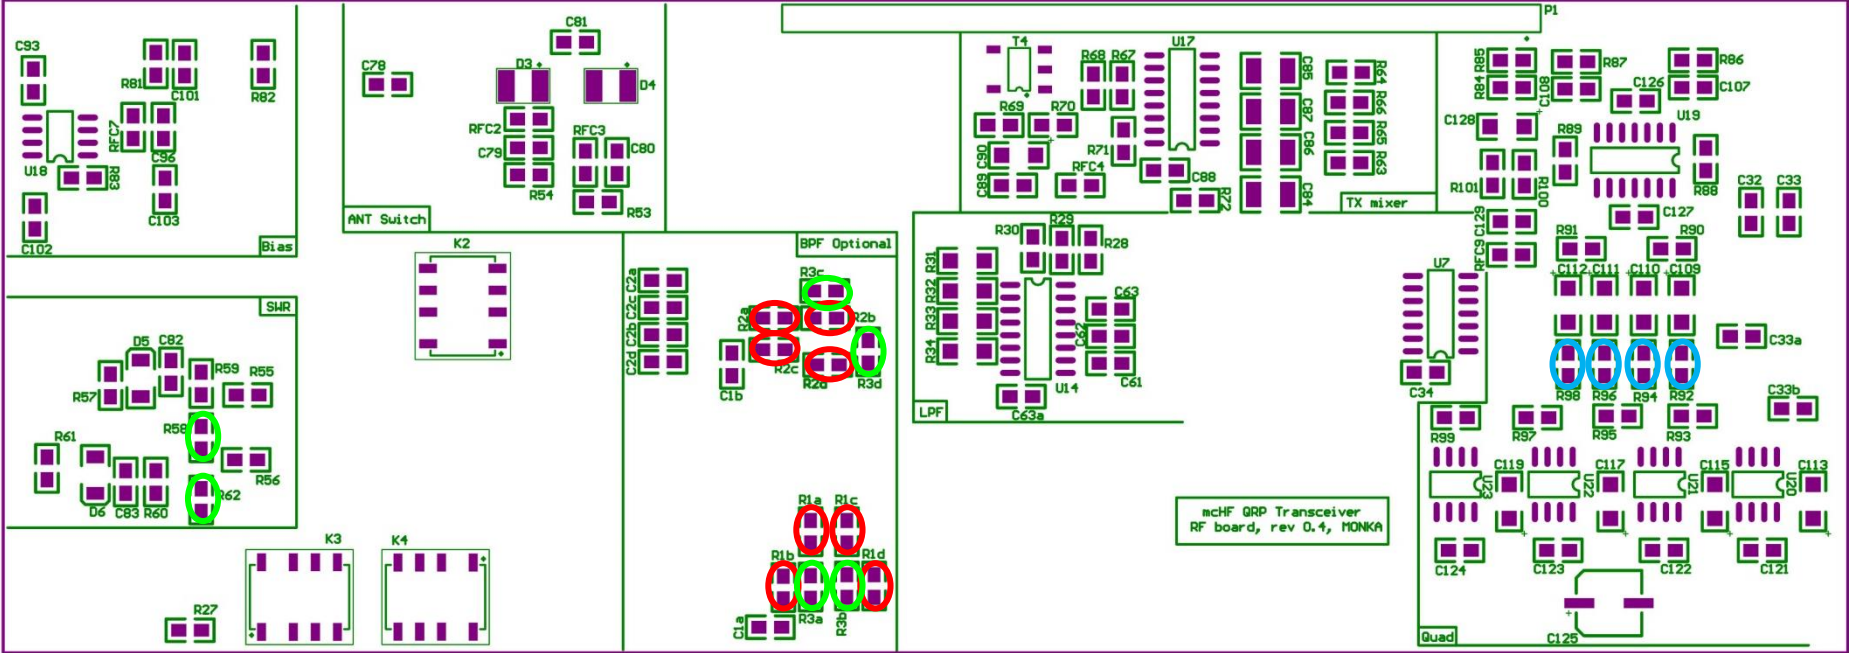 P1
C93
R81
C101
R82
U18
RFC7
C96
R83
C103
C102
Bias
C78
C81
D3
D4
RFC2
C79
R54
RFC3
C80
R53
ANT Switch
T4
R68
R67
U17
C85
R64
C87
R66
R69
R70
R71
C86
R65
C90
RFC4
C89
C88
R63
C84
R72
TX mixer
R85
R84
R87
C108
R86
C126
C107
C128
U19
R89
R88
R101
R100
C32
C33
C129
C127
RFC9
R91
R90
C112
C111
C110
C109
K2
BPF Optional
R3c
C2a
C2c
C2b
C2d
R2a
R2b
R2c
R2d
R3d
C1b
R31
R30
R29
R28
R32
R33
R34
C63
C62
C61
U14
C63a
LPF
U7
C34
C33a
C33b
R98
R96
R94
R92
R99
R97
R95
R93
SWR
D5
C82
R59
R55
R57
R58
R61
R56
R62
D6
C83
R60
C119
C117
C115
C113
U23
U22
U21
U20
C124
C123
C122
C121
C125
Quad
mcHF QRP Transceiver
RF board, rev 0.4, MONKA
R1a
R1c
R1b
R1d
R3a
R3b
C1a
K3
K4
R27